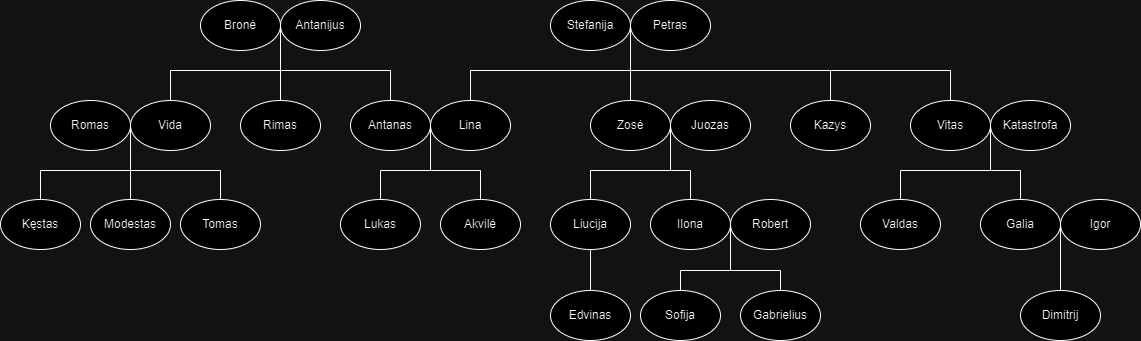 Bronė
Antanijus
Stefanija
Petras
Romas
Vida
Rimas
Antanas
Lina
Zosė
Juozas
Kazys
Vitas
Katastrofa
Kęstas
Modestas
Tomas
Lukas
Akvilė
Liucija
Ilona
Robert
Valdas
Galia
Igor
Edvinas
Sofija
Gabrielius
Dimitrij